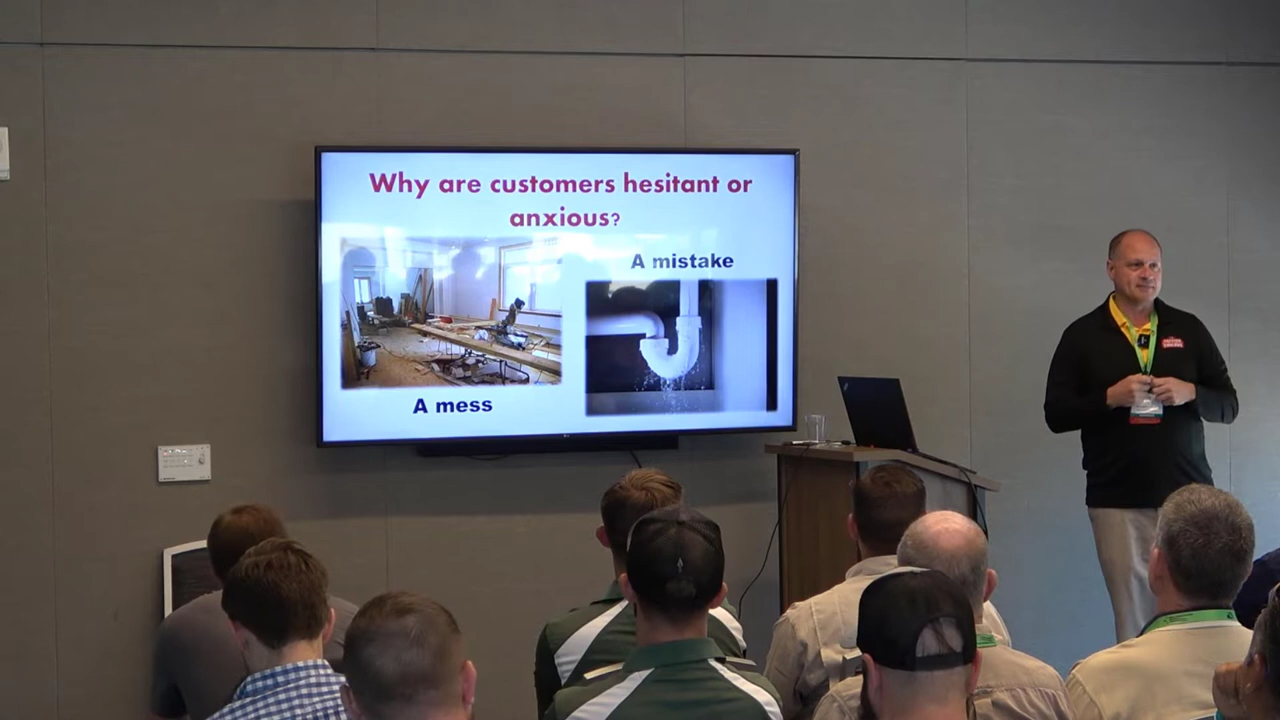 Why are customers hesitant or
anxious?
A mistake
A mess